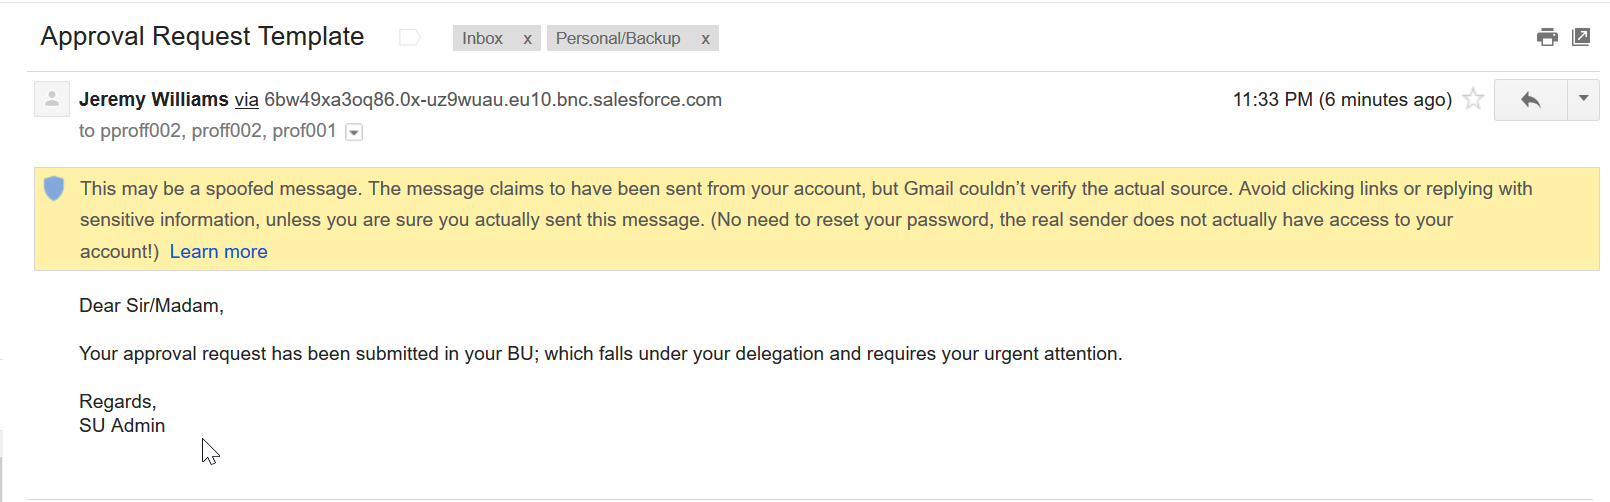 Approval Request Template
Inbox x Personal/Backup x
Jeremy Williams via 6bw49xa3oq86.0x-uz9wuau.eu10.bnc.salesforce.com
11:33 PM (6 minutes ago)
to pproff002, proff002, prof001
This may be a spoofed message. The message claims to have been sent from your account, but Gmail couldn’t verify the actual source. Avoid clicking links or replying with
sensitive information, unless you are sure you actually sent this message. (No need to reset your password, the real sender does not actually have access to your
account!) Learn more
Dear Sir/Madam,
Your approval request has been submitted in your BU; which falls under your delegation and requires your urgent attention.
Regards,
SU Admin